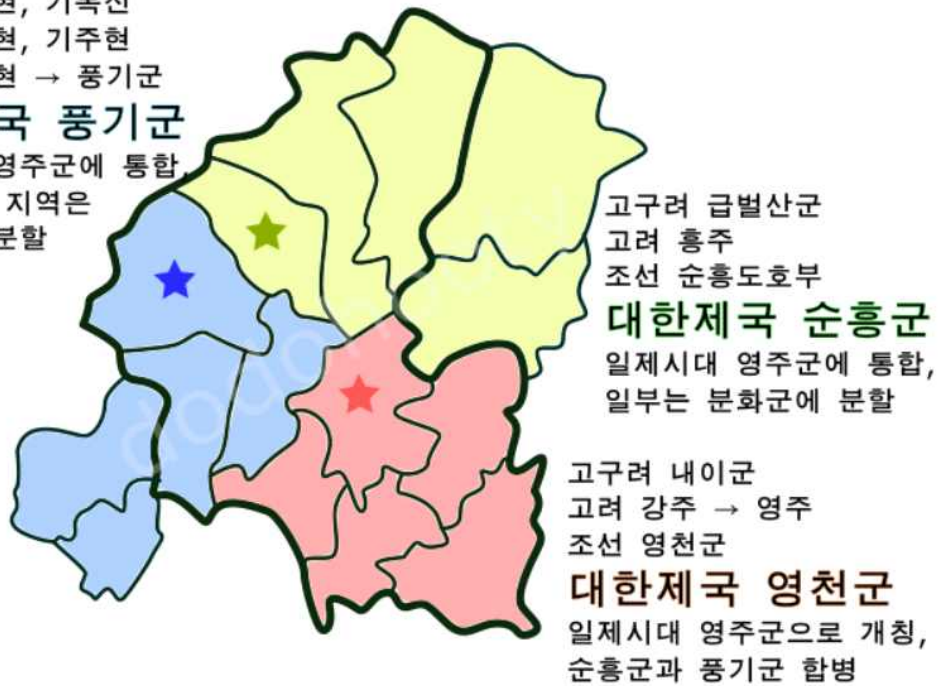 현, 기목진
현, 기주현
현 → 풍기군
국 풍기군
영주군에 통합,
지역은
분할
고구려 급벌산군
고려 흥주
조선 순흥도호부
대한제국 순흥군
일제시대 영주군에 통합,
일부는 분화군에 분할
고구려 내이군
고려 강주 → 영주
조선 영천군
대한제국 영천군
일제시대 영주군으로 개칭,
순흥군과 풍기군 합병